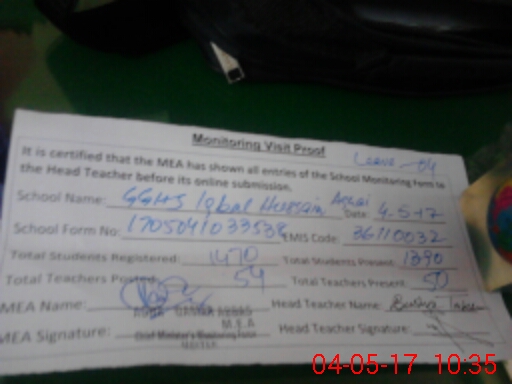 Monitoring Visit Proof
Leave - 04
It is certified that the MEA has shown all entries of the School Monitoring Form to
the Head Teacher before its online submission.
School Name: GGHS Iqbal Hussain Date: 4-5-17
School Form No: EMIS Code: 36110032
Total Students Registered: 1470 Total Students Present: 1390
Total Teachers Posted: 54 Total Teachers Present: 50
MEA Name: Head Teacher Name: Bushra
M.E.A
MEA Signature: Head Teacher Signature:
04-05-17 10:35